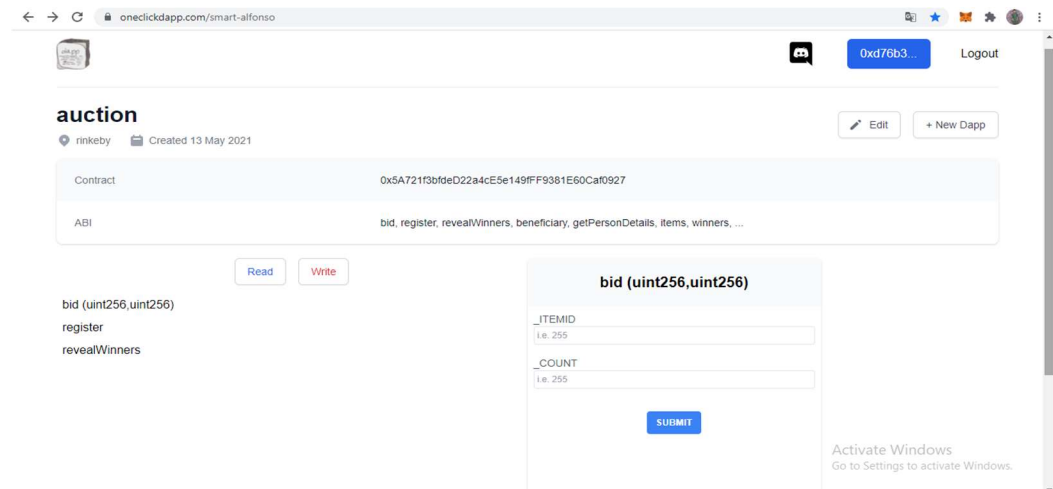 oneclickdapp.com/smart-alfonso
0xd76b3... Logout
auction
Edit + New Dapp
rinkeby Created 13 May 2021
Contract 0x5A721f3bfdeD22a4cE5e149fFF9381E60Caf0927
ABI bid, register, revealWinners, beneficiary, getPersonDetails, items, winners, ...
Read Write
bid (uint256,uint256)
register
revealWinners
bid (uint256,uint256)
_ITEMID
i.e. 255
_COUNT
i.e. 255
SUBMIT
Activate Windows
Go to Settings to activate Windows.